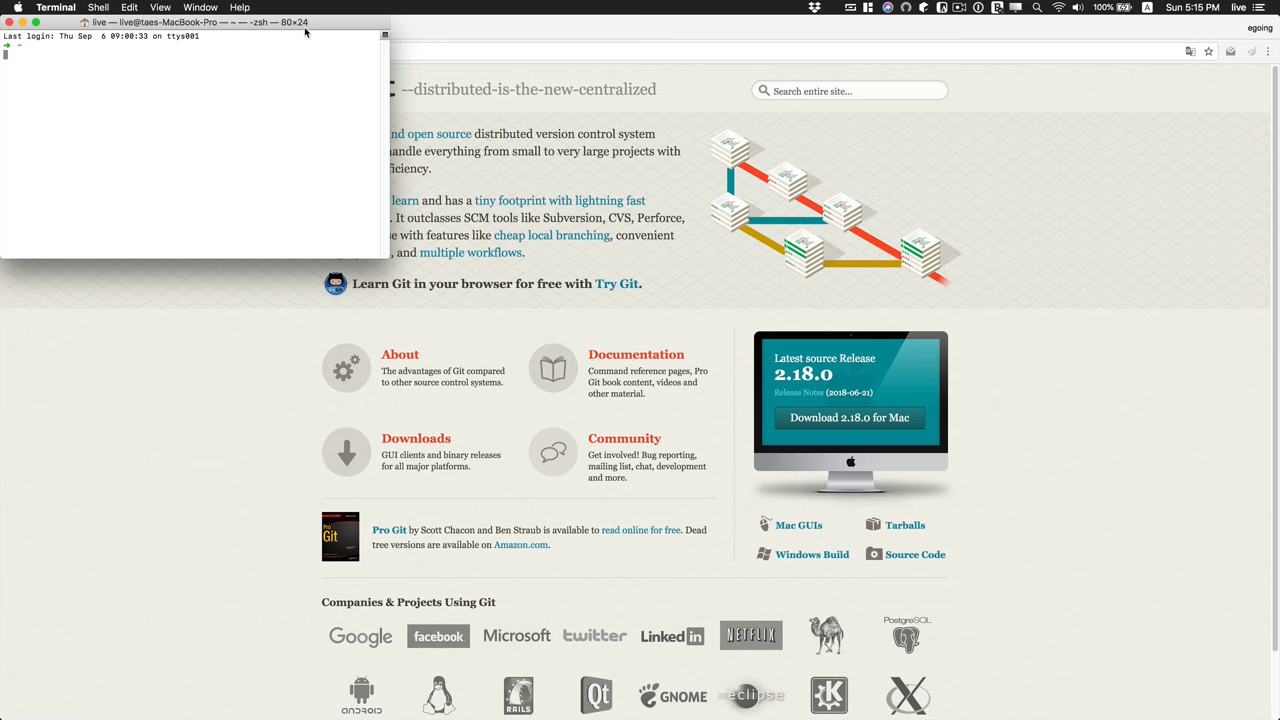 Terminal Shell Edit View Window Help
100% Sun 5:15 PM live
live — live@taes-MacBook-Pro — ~ — -zsh — 80×24
Last login: Thu Sep 6 09:00:33 on ttys001
➜ ~
egoing
--distributed-is-the-new-centralized
Search entire site...
nd open source distributed version control system
handle everything from small to very large projects with
ficiency.
learn and has a tiny footprint with lightning fast
. It outclasses SCM tools like Subversion, CVS, Perforce,
se with features like cheap local branching, convenient
, and multiple workflows.
Learn Git in your browser for free with Try Git.
About
The advantages of Git compared
to other source control systems.
Documentation
Command reference pages, Pro
Git book content, videos and
other material.
Downloads
GUI clients and binary releases
for all major platforms.
Community
Get involved! Bug reporting,
mailing list, chat, development
and more.
Latest source Release
2.18.0
Release Notes (2018-06-21)
Download 2.18.0 for Mac
Mac GUIs
Tarballs
Windows Build
Source Code
Pro
Git
Pro Git by Scott Chacon and Ben Straub is available to read online for free. Dead
tree versions are available on Amazon.com.
Companies & Projects Using Git
Google facebook Microsoft twitter LinkedIn NETFLIX PostgreSQL
ANDROID RAILS Qt GNOME eclipse K X